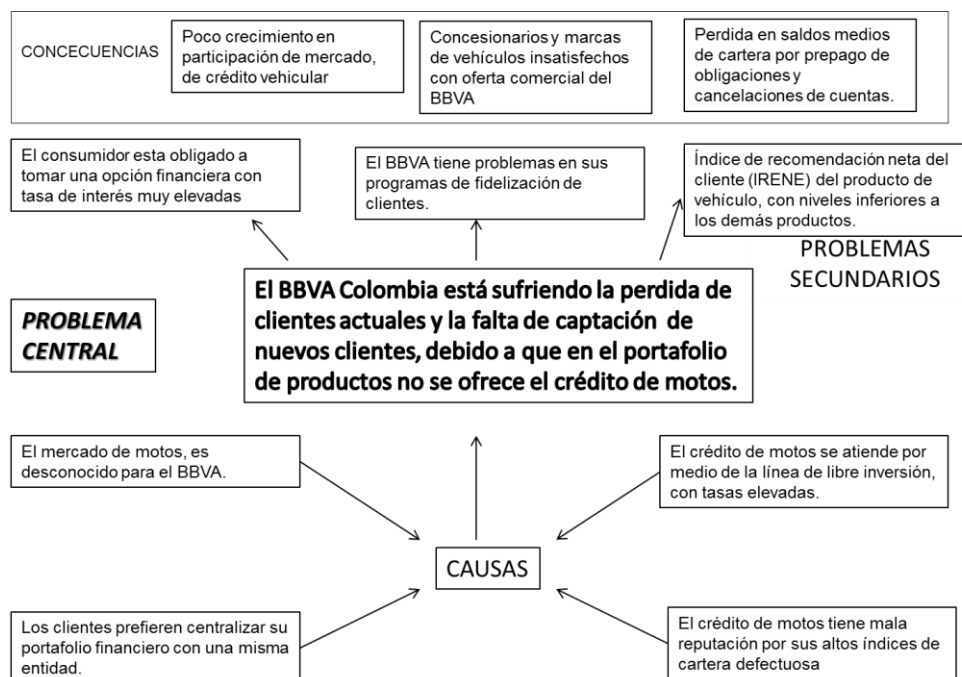 CONCECUENCIAS
Poco crecimiento en
participación de mercado,
de crédito vehicular
Concesionarios y marcas
de vehículos insatisfechos
con oferta comercial del
BBVA
Perdida en saldos medios
de cartera por prepago de
obligaciones y
cancelaciones de cuentas.
El consumidor esta obligado a
tomar una opción financiera con
tasa de interés muy elevadas
El BBVA tiene problemas en sus
programas de fidelización de
clientes.
Índice de recomendación neta del
cliente (IRENE) del producto de
vehículo, con niveles inferiores a
los demás productos.
PROBLEMAS
SECUNDARIOS
PROBLEMA
CENTRAL
El BBVA Colombia está sufriendo la perdida de
clientes actuales y la falta de captación de
nuevos clientes, debido a que en el portafolio
de productos no se ofrece el crédito de motos.
El mercado de motos, es
desconocido para el BBVA.
El crédito de motos se atiende por
medio de la línea de libre inversión,
con tasas elevadas.
CAUSAS
Los clientes prefieren centralizar su
portafolio financiero con una misma
entidad.
El crédito de motos tiene mala
reputación por sus altos índices de
cartera defectuosa